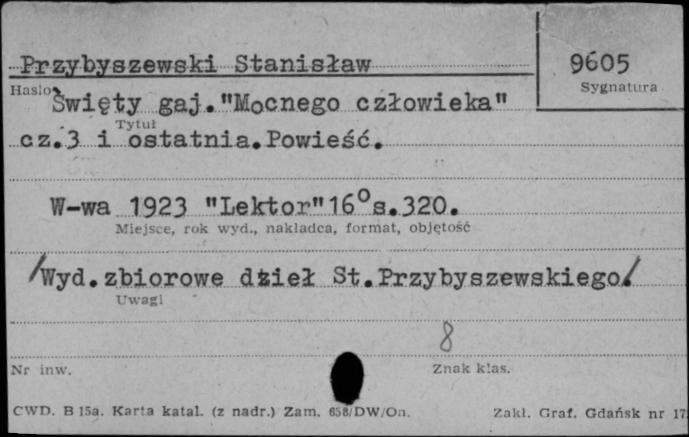 Przybyszewski Stanisław
9605
Hasło
Sygnatura
Święty gaj."Mocnego człowieka"
Tytuł
cz.3 i ostatnia.Powieść.
W-wa 1923 "Lektor"16°s.320.
Miejsce, rok wyd., nakładca, format, objętość
/Wyd.zbiorowe dzieł St.Przybyszewskiego/
Uwagi
8
Nr inw.
Znak klas.
CWD. B 15a. Karta katal. (z nadr.) Zam. 658/DW/On.
Zakł. Graf. Gdańsk nr 17